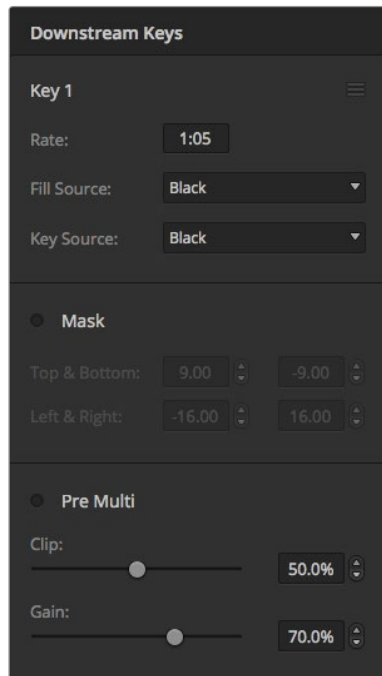 Downstream Keys
Key 1
Rate: 1:05
Fill Source: Black
Key Source: Black
Mask
Top & Bottom: 9.00 -9.00
Left & Right: -16.00 16.00
Pre Multi
Clip:
50.0%
Gain:
70.0%